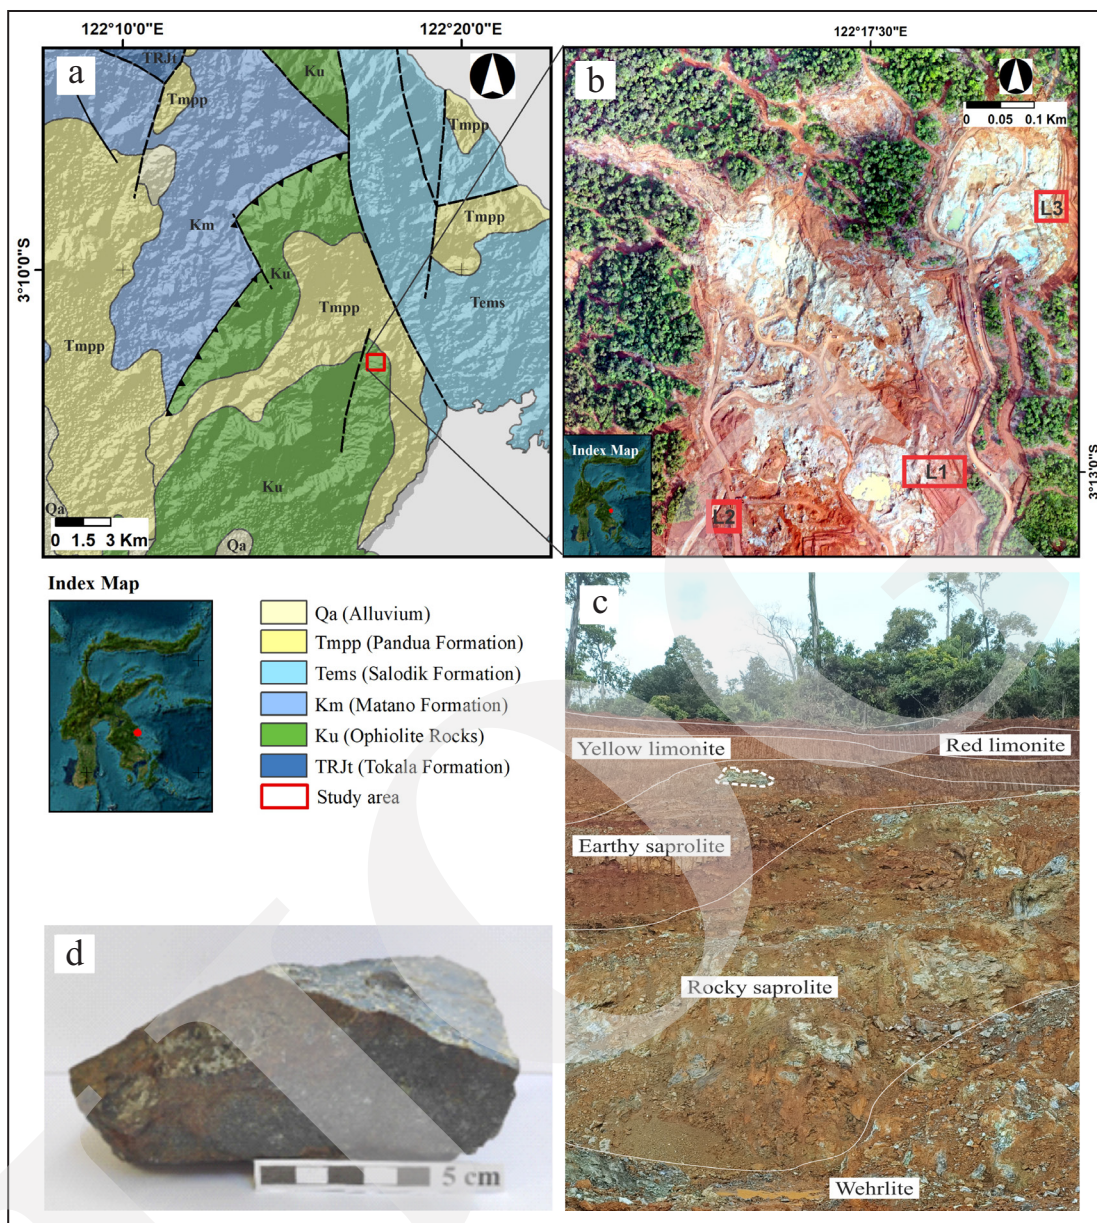 122°10'0"E
122°20'0"E
122°17'30"E
a
TRJt
Ku
Tmpp
Tmpp
b
0 0.05 0.1 Km
L3
Km
Tmpp
Ku
3°10'0"S
Tmpp
Tems
Tmpp
Index Map
L1
3°13'0"S
L2
Ku
Qa
0 1.5 3 Km
Qa
Index Map
Qa (Alluvium)
Tmpp (Pandua Formation)
Tems (Salodik Formation)
Km (Matano Formation)
Ku (Ophiolite Rocks)
TRJt (Tokala Formation)
Study area
c
Yellow limonite
Red limonite
Earthy saprolite
Rocky saprolite
Wehrlite
d
5 cm